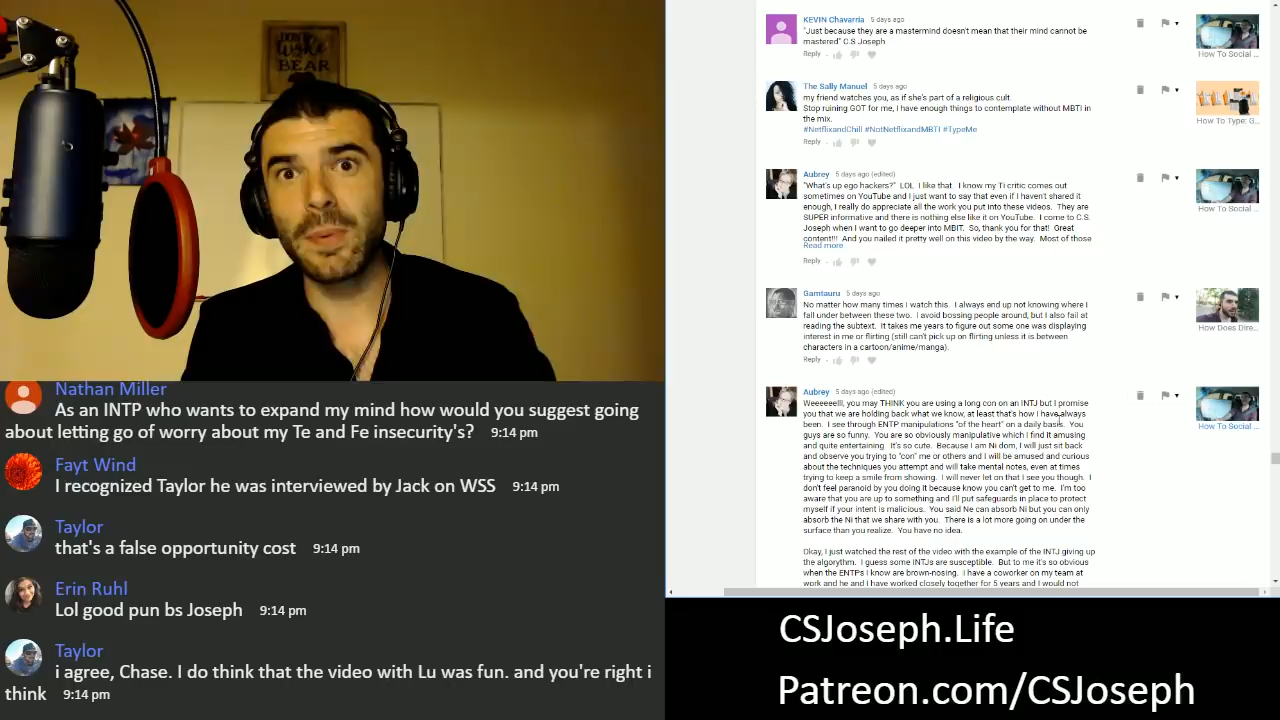 DON'T
Wake
THE
BEAR
Nathan Miller
As an INTP who wants to expand my mind how would you suggest going
about letting go of worry about my Te and Fe insecurity's? 9:14 pm
Fayt Wind
I recognized Taylor he was interviewed by Jack on WSS 9:14 pm
Taylor
that's a false opportunity cost 9:14 pm
Erin Ruhl
Lol good pun bs Joseph 9:14 pm
Taylor
i agree, Chase. I do think that the video with Lu was fun. and you're right i
think 9:14 pm
KEVIN Chavarria 5 days ago
"Just because they are a mastermind doesn't mean that their mind cannot be
mastered" C.S Joseph
Reply
How To Social ...
The Sally Manuel 5 days ago
my friend watches you, as if she's part of a religious cult.
Stop ruining GOT for me, I have enough things to contemplate without MBTI in
the mix.
#NetflixandChill #NotNetflixandMBTI #TypeMe
Reply
How To Type: G...
Aubrey 5 days ago (edited)
"What's up ego hackers?" LOL I like that. I know my Ti critic comes out
sometimes on YouTube and I just want to say that even if I haven't shared it
enough, I really do appreciate all the work you put into these videos. They are
SUPER informative and there is nothing else like it on YouTube. I come to C.S.
Joseph when I want to go deeper into MBIT. So, thank you for that! Great
content!!! And you nailed it pretty well on this video by the way. Most of those
Read more
Reply
How To Social ...
Gamtauru 5 days ago
No matter how many times i watch this. I always end up not knowing where I
fall under between these two. I avoid bossing people around, but I also fail at
reading the subtext. It takes me years to figure out some one was displaying
interest in me or flirting (still can't pick up on flirting unless it is between
characters in a cartoon/anime/manga).
Reply
How Does Dire...
Aubrey 5 days ago (edited)
Weeeeeelll, you may THINK you are using a long con on an INTJ but I promise
you that we are holding back what we know, at least that's how I have always
been. I see through ENTP manipulations "of the heart" on a daily basis. You
guys are so funny. You are so obviously manipulative which I find it amusing
and quite entertaining. It's so cute. Because I am Ni dom, I will just sit back
and observe you trying to "con" me or others and I will be amused and curious
about the techniques you attempt and will take mental notes, even at times
trying to keep a smile from showing. I will never let on that I see you though. I
don't feel paranoid by you doing it because know you can't get to me. I'm too
aware that you are up to something and I'll put safeguards in place to protect
myself if your intent is malicious. You said Ne can absorb Ni but you can only
absorb the Ni that we share with you. There is a lot more going on under the
surface than you realize. You have no idea.
Okay, I just watched the rest of the video with the example of the INTJ giving up
the algorythm. I guess some INTJs are susceptible. But to me it's so obvious
when the ENTPs I know are brown-nosing. I have a coworker on my team at
work and he and I have worked closely together for 5 years and I would not
How To Social ...
CSJoseph.Life
Patreon.com/CSJoseph